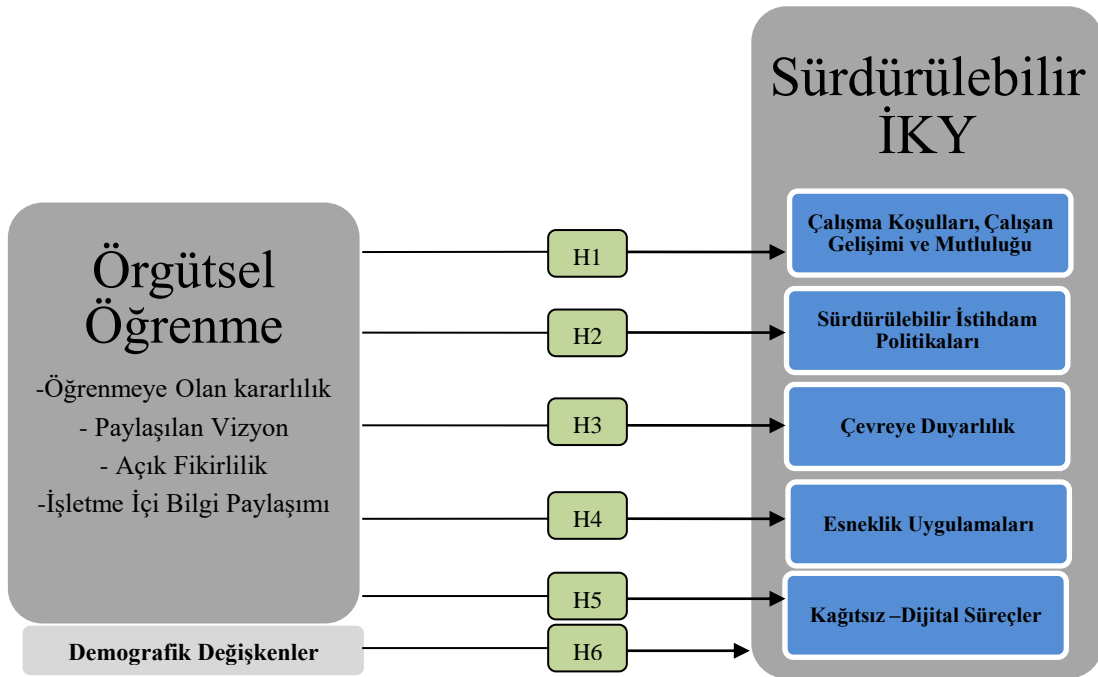 Örgütsel
Öğrenme
-Öğrenmeye Olan kararlılık
- Paylaşılan Vizyon
- Açık Fikirlilik
-İşletme İçi Bilgi Paylaşımı
Demografik Değişkenler
H1
H2
H3
H4
H5
H6
Sürdürülebilir
İKY
Çalışma Koşulları, Çalışan
Gelişimi ve Mutluluğu
Sürdürülebilir İstihdam
Politikaları
Çevreye Duyarlılık
Esneklik Uygulamaları
Kağıtsız –Dijital Süreçler